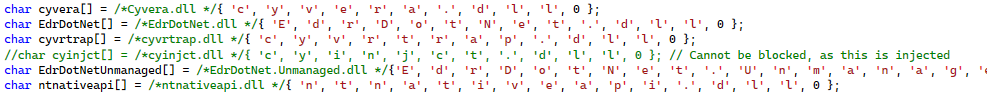 char cyvera[] = /*Cyvera.dll */{ 'c', 'y', 'v', 'e', 'r', 'a', '.', 'd', 'l', 'l', 0 };
char EdrDotNet[] = /*EdrDotNet.dll */{ 'E', 'd', 'r', 'D', 'o', 't', 'N', 'e', 't', '.', 'd', 'l', 'l', 0 };
char cyvrtrap[] = /*cyvrtrap.dll */{ 'c', 'y', 'v', 'r', 't', 'r', 'a', 'p', '.', 'd', 'l', 'l', 0 };
//char cyinjct[] = /*cyinjct.dll */{ 'c', 'y', 'i', 'n', 'j', 'c', 't', '.', 'd', 'l', 'l', 0 }; // Cannot be blocked, as this is injected
char EdrDotNetUnmanaged[] = /*EdrDotNet.Unmanaged.dll */{'E', 'd', 'r', 'D', 'o', 't', 'N', 'e', 't', '.', 'U', 'n', 'm', 'a', 'n', 'a', 'g',
char ntnativeapi[] = /*ntnativeapi.dll */{ 'n', 't', 'n', 'a', 't', 'i', 'v', 'e', 'a', 'p', 'i', '.', 'd', 'l', 'l', 0 };